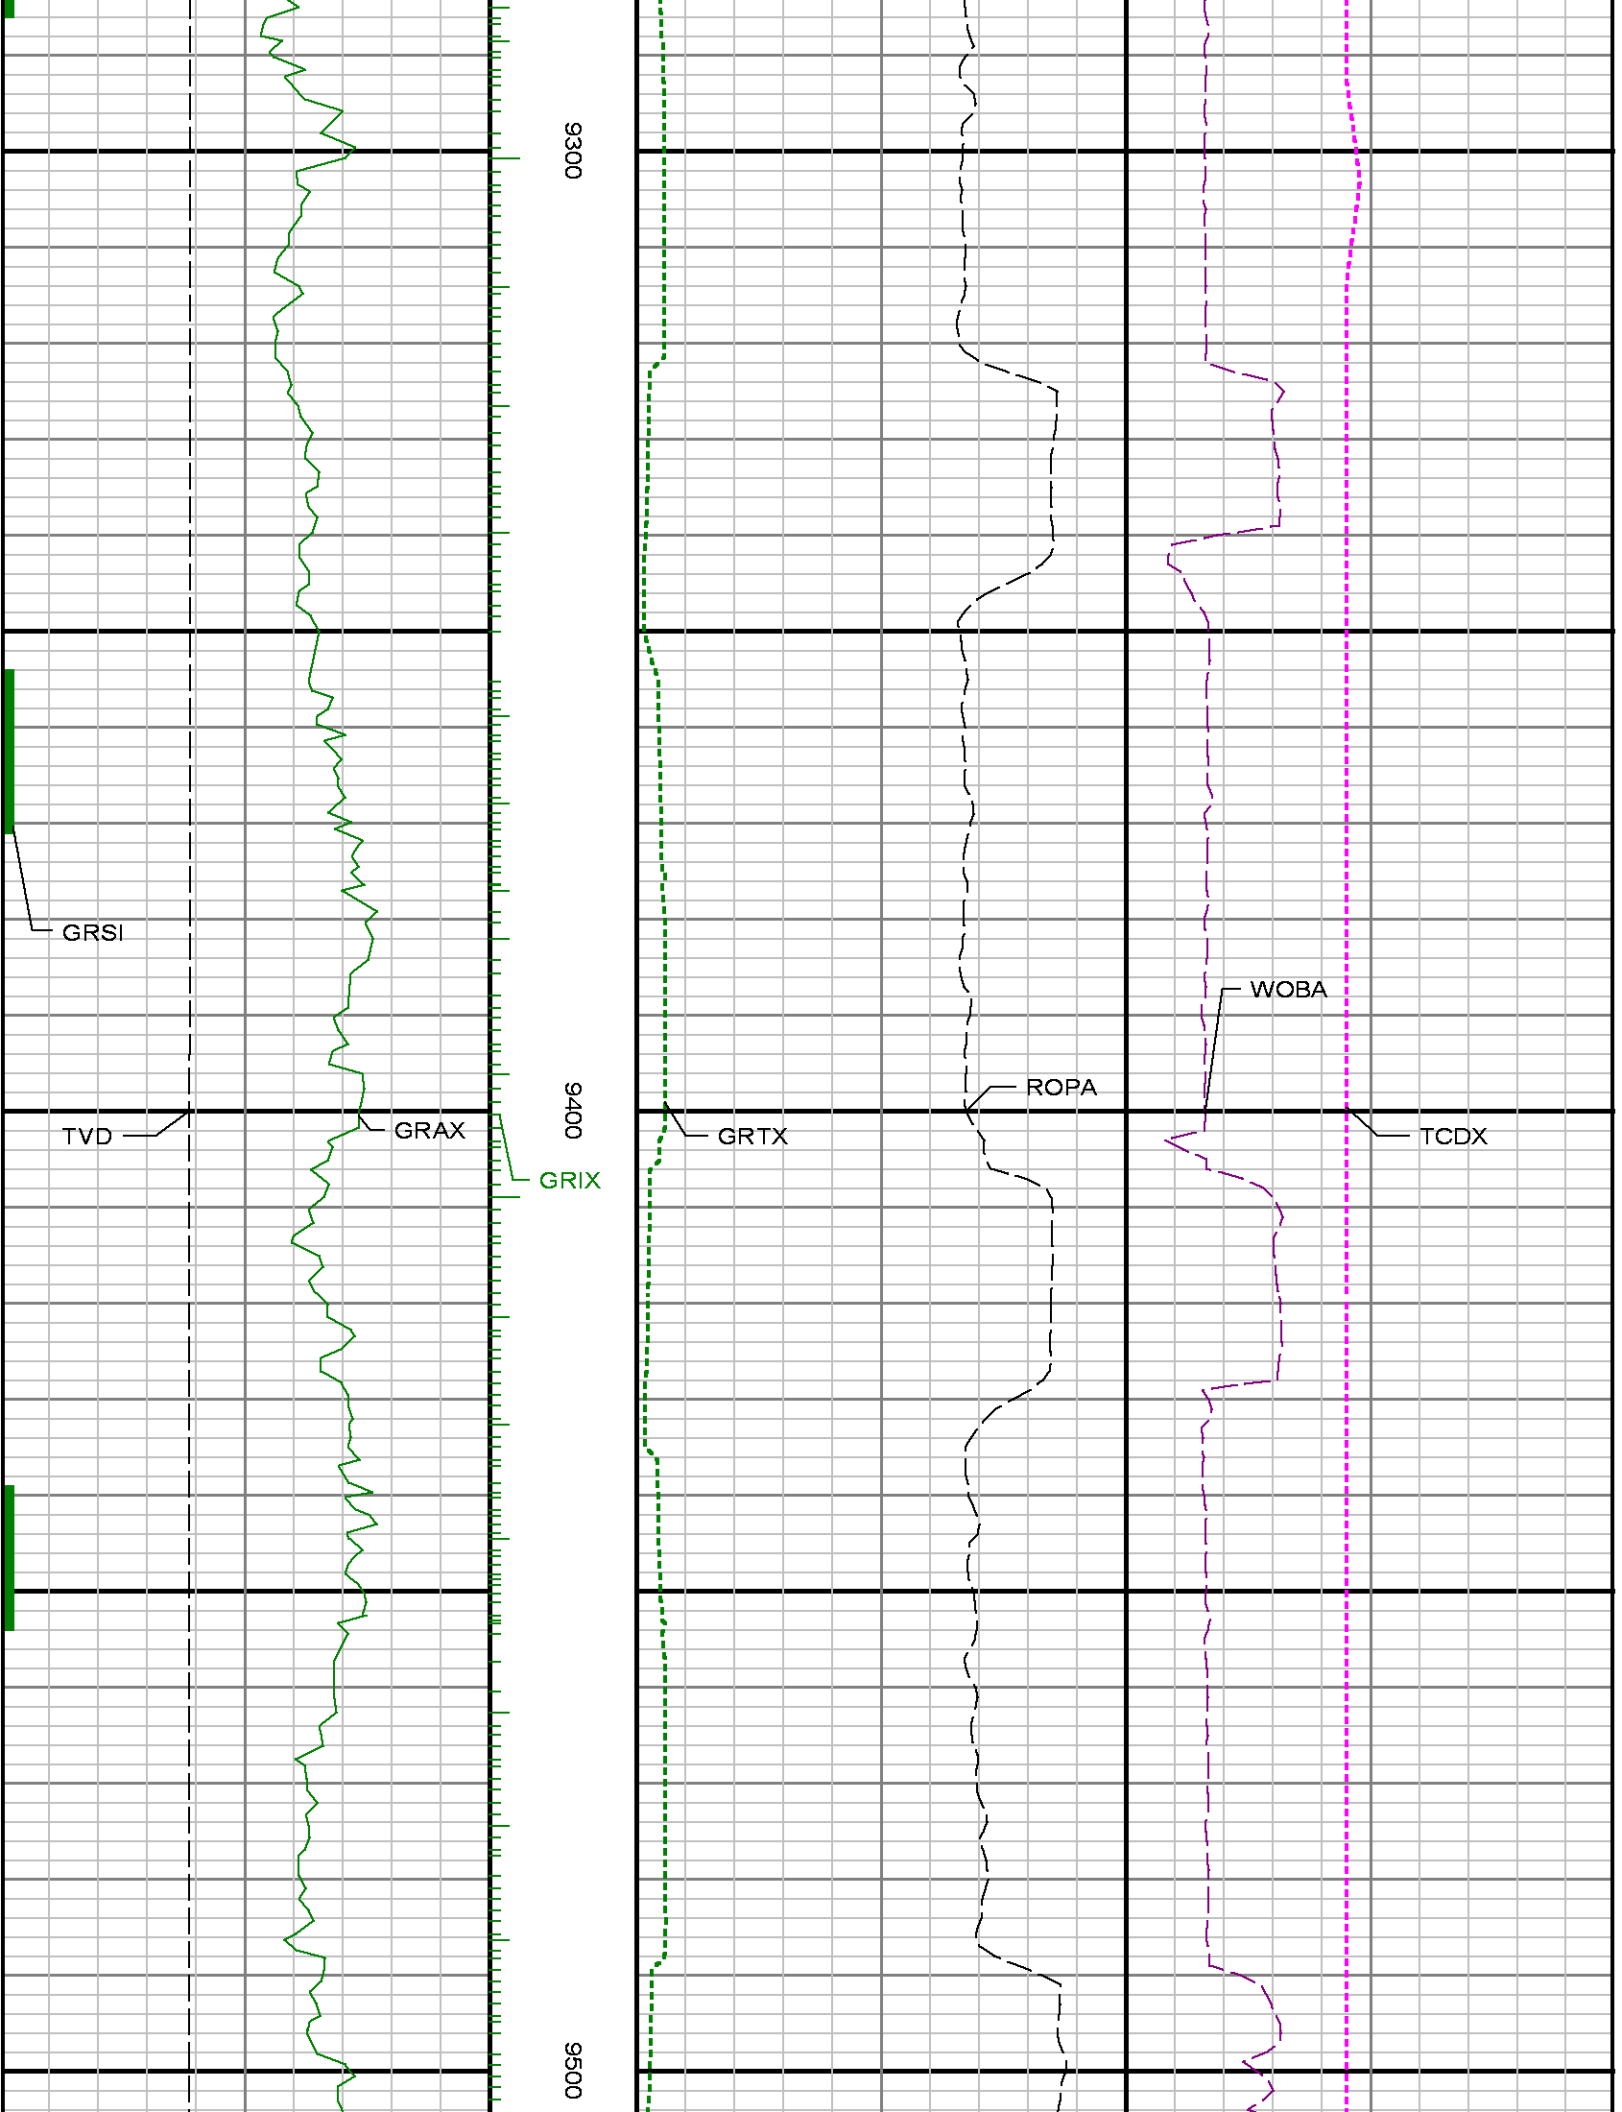 9300
GRSI
WOBA
ROPA
9400
TVD
GRAX
GRTX
TCDX
GRIX
9500